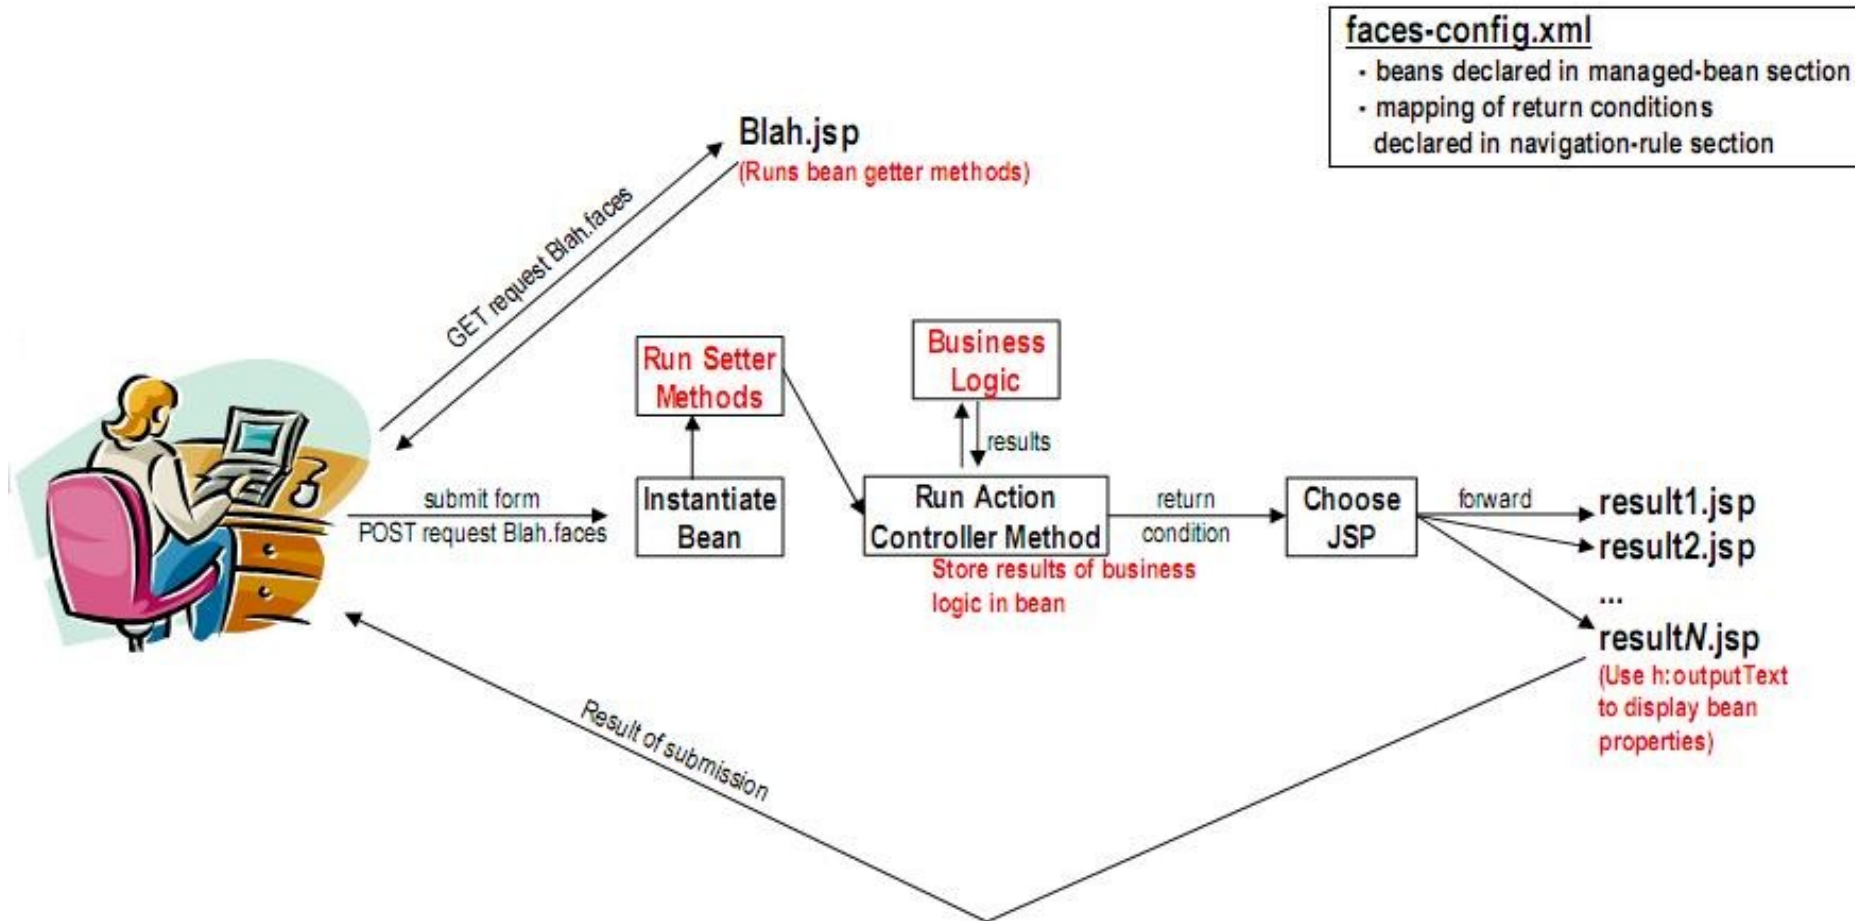 faces-config.xml
- beans declared in managed-bean section
- mapping of return conditions
declared in navigation-rule section
Blah.jsp
(Runs bean getter methods)
GET request Blah.faces
Run Setter
Methods
Business
Logic
results
submit form
POST request Blah.faces
Instantiate
Bean
Run Action
Controller Method
Store results of business
logic in bean
return
condition
Choose
JSP
forward
result1.jsp
result2.jsp
...
resultN.jsp
(Use h:outputText
to display bean
properties)
Result of submission